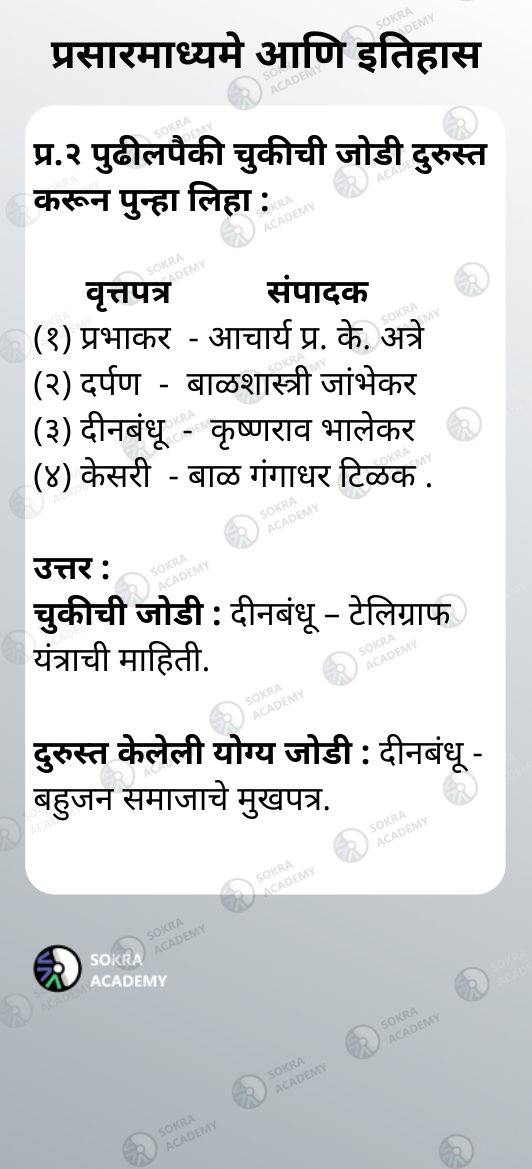 प्रसारमाध्यमे आणि इतिहास
प्र.२ पुढीलपैकी चुकीची जोडी दुरुस्त
करून पुन्हा लिहा :
वृत्तपत्र संपादक
(१) प्रभाकर - आचार्य प्र. के. अत्रे
(२) दर्पण - बाळशास्त्री जांभेकर
(३) दीनबंधू - कृष्णराव भालेकर
(४) केसरी - बाळ गंगाधर टिळक .
उत्तर :
चुकीची जोडी : दीनबंधू – टेलिग्राफ
यंत्राची माहिती.
दुरुस्त केलेली योग्य जोडी : दीनबंधू -
बहुजन समाजाचे मुखपत्र.
SOKRA
ACADEMY